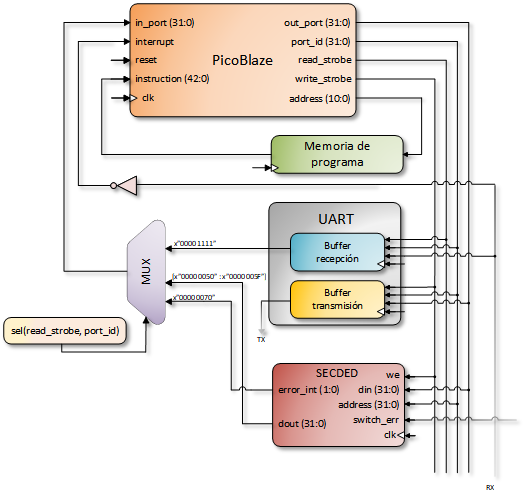 in_port (31:0)
out_port (31:0)
interrupt
port_id (31:0)
reset
PicoBlaze
read_strobe
instruction (42:0)
write_strobe
clk
address (10:0)
Memoria de
programa
UART
MUX
x"00001111"
Buffer
recepción
(x"00000050" : x"0000005F")
x"00000070"
Buffer
transmisión
sel(read_strobe, port_id)
TX
SECDED
we
error_int (1:0)
din (31:0)
address (31:0)
dout (31:0)
switch_err
clk
RX